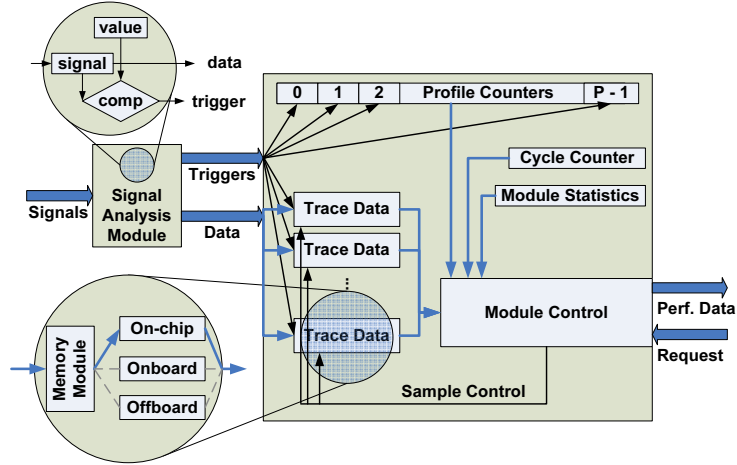 value
signal
data
comp
trigger
0 1 2 Profile Counters P - 1
Triggers
Cycle Counter
Signals
Signal
Analysis
Module
Module Statistics
Data
Trace Data
Trace Data
Trace Data
Module Control
Perf. Data
Request
Sample Control
Memory
Module
On-chip
Onboard
Offboard